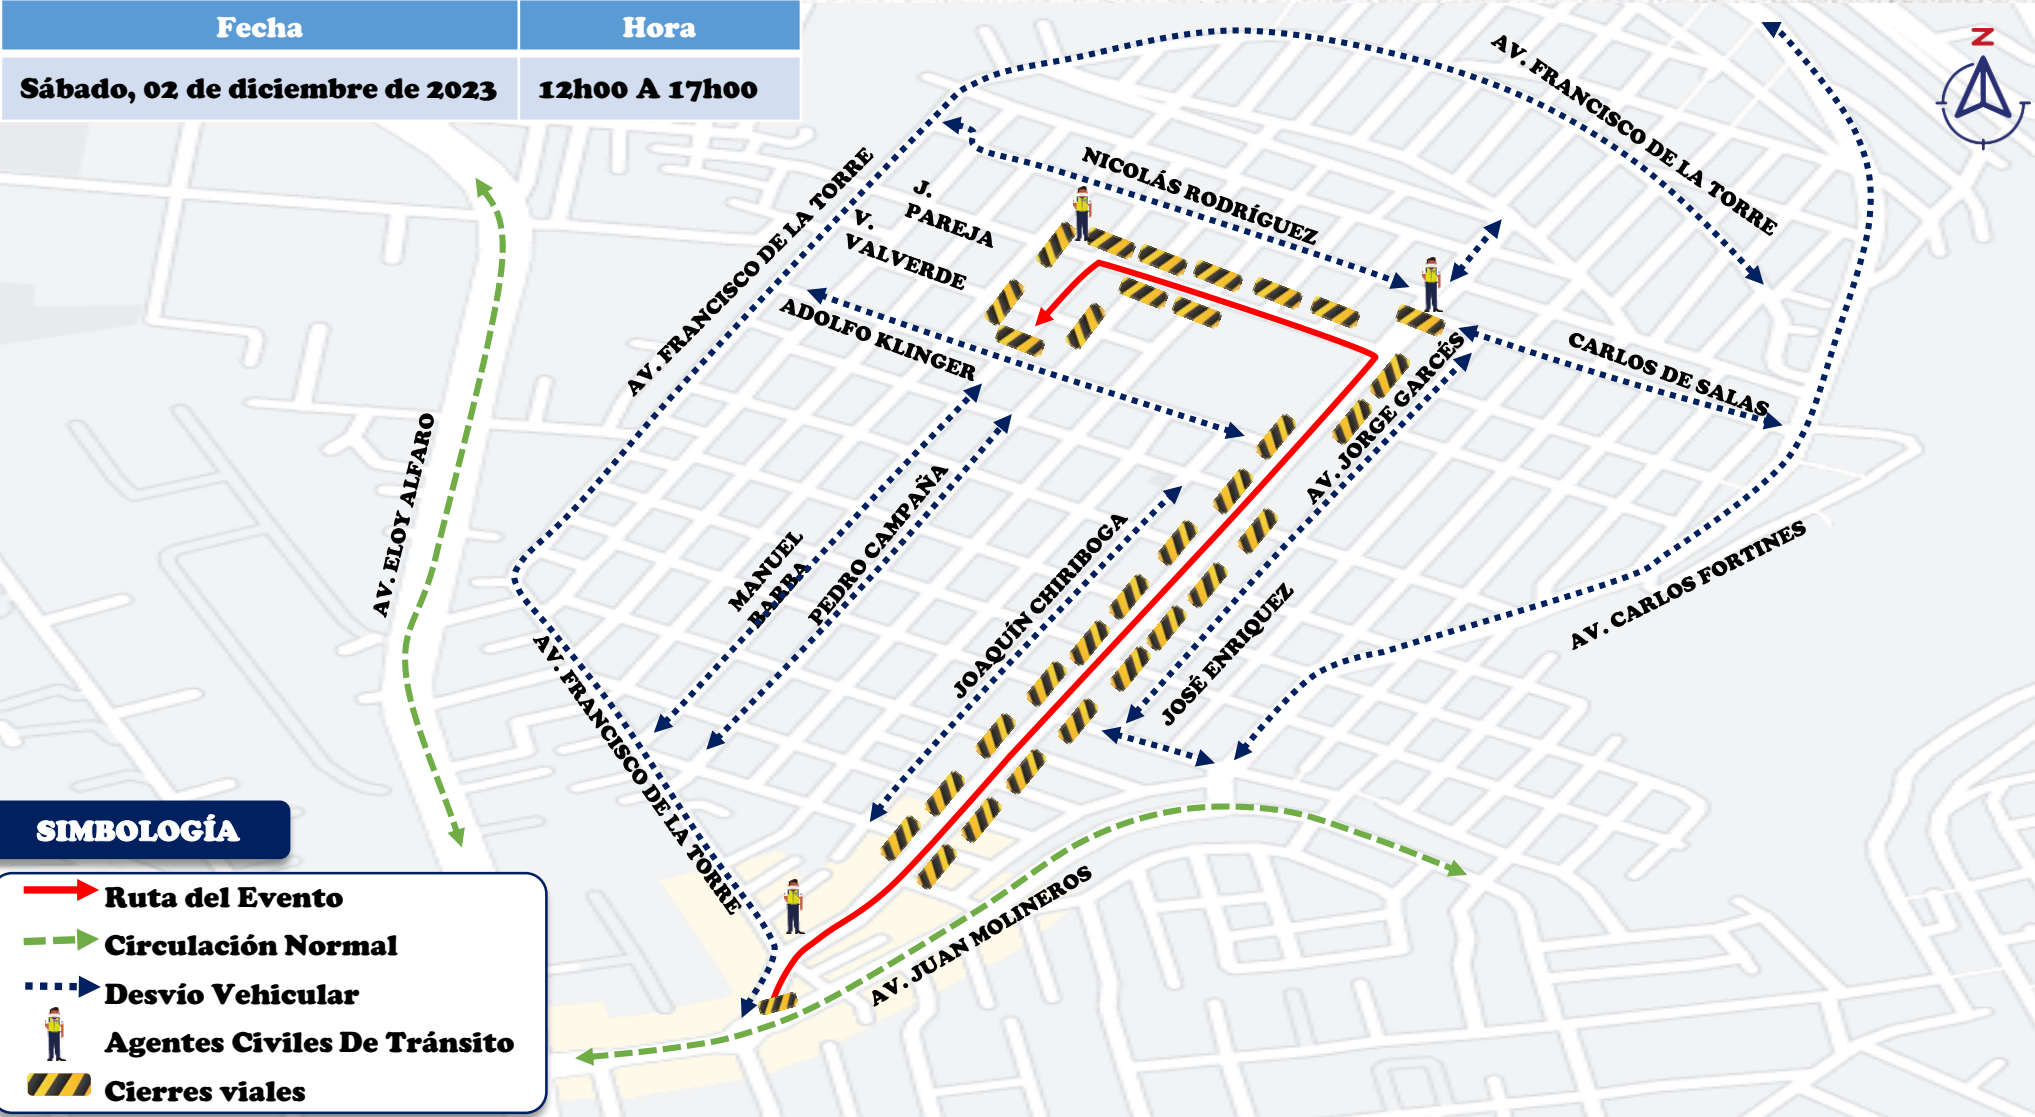 Fecha
Hora
Sábado, 02 de diciembre de 2023
12h00 A 17h00
N
AV. FRANCISCO DE LA TORRE
NICOLÁS RODRÍGUEZ
J.
PAREJA
V.
VALVERDE
AV. FRANCISCO DE LA TORRE
ADOLFO KLINGER
CARLOS DE SALAS
AV. JORGE GARCÉS
AV. ELOY ALFARO
MANUEL
IBARRA
PEDRO CAMPAÑA
JOAQUÍN CHIRIBOGA
JOSÉ ENRIQUEZ
AV. CARLOS FORTINES
AV. FRANCISCO DE LA TORRE
AV. JUAN MOLINEROS
SIMBOLOGÍA
Ruta del Evento
Circulación Normal
Desvío Vehicular
Agentes Civiles De Tránsito
Cierres viales